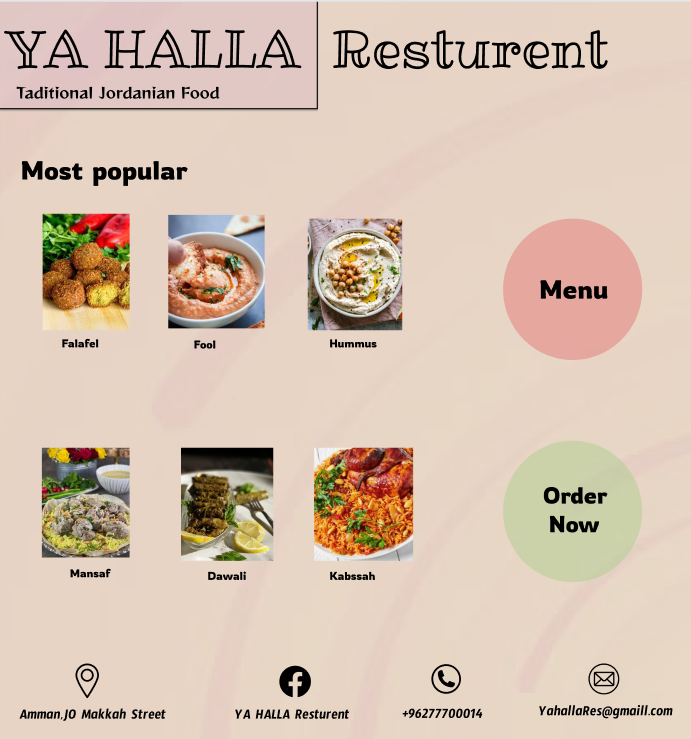 YA HALLA Resturent
Taditional Jordanian Food
Most popular
Falafel
Fool
Hummus
Menu
Mansaf
Dawali
Kabssah
Order
Now
Amman,JO Makkah Street
YA HALLA Resturent
+96277700014
YahallaRes@gmaill.com